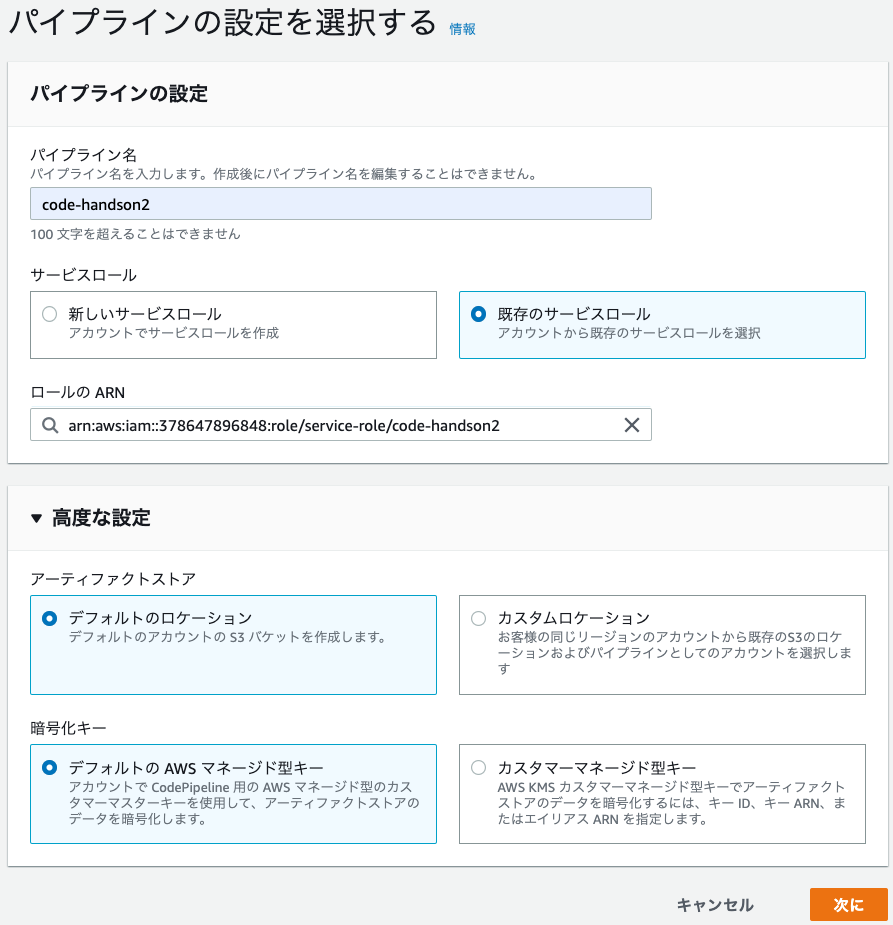 パイプラインの設定を選択する 情報
パイプラインの設定
パイプライン名
パイプライン名を入力します。作成後にパイプライン名を編集することはできません。
code-handson2
100 文字を超えることはできません
サービスロール
新しいサービスロール
アカウントでサービスロールを作成
既存のサービスロール
アカウントから既存のサービスロールを選択
ロールの ARN
arn:aws:iam::378647896848:role/service-role/code-handson2
高度な設定
アーティファクトストア
デフォルトのロケーション
デフォルトのアカウントの S3 バケットを作成します。
カスタムロケーション
お客様の同じリージョンのアカウントから既存のS3のロケ
ーションおよびパイプラインとしてのアカウントを選択しま
す
暗号化キー
デフォルトの AWS マネージド型キー
アカウントで CodePipeline 用の AWS マネージド型のカス
タマーマスターキーを使用して、アーティファクトストアの
データを暗号化します。
カスタマーマネージド型キー
AWS KMS カスタマーマネージド型キーでアーティファクト
ストアのデータを暗号化するには、キー ID、キー ARN、ま
たはエイリアス ARN を指定します。
キャンセル
次に